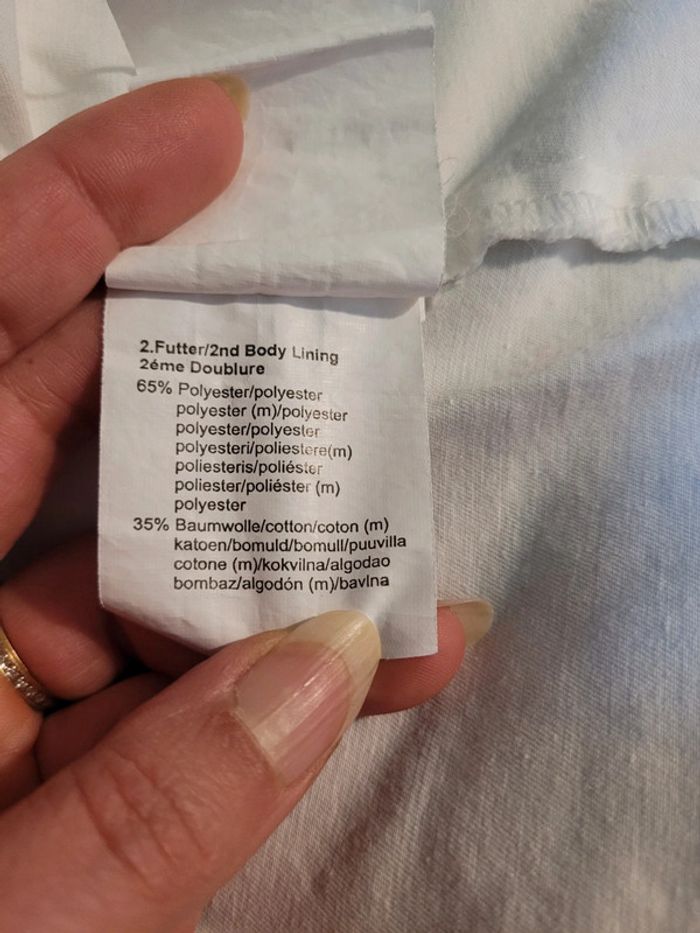 2.Futter/2nd Body Lining
2éme Doublure
65% Polyester/polyester
polyester (m)/polyester
polyester/polyester
polyesteri/poliestere(m)
poliesteris/poliéster
poliester/poliéster (m)
polyester
35% Baumwolle/cotton/coton (m)
katoen/bomuld/bomull/puuvilla
cotone (m)/kokvilna/algodao
bombaz/algodón (m)/bavlna